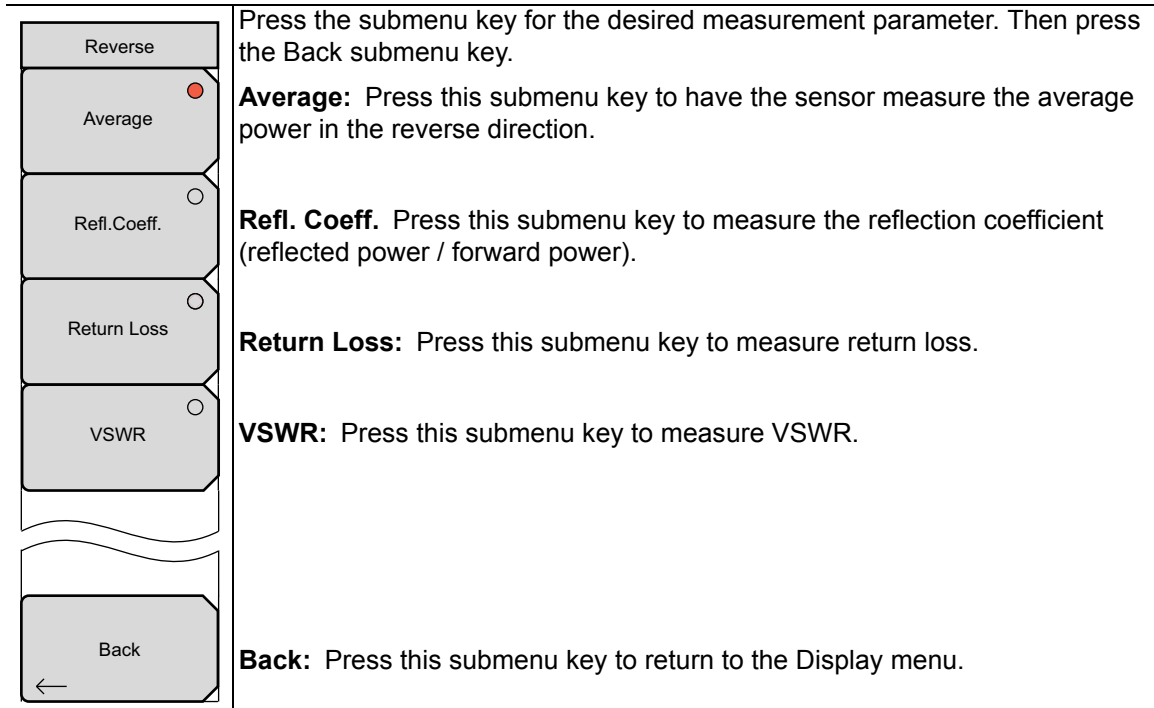 Reverse
Average
Refl.Coeff.
Return Loss
VSWR
Back
Press the submenu key for the desired measurement parameter. Then press
the Back submenu key.
Average: Press this submenu key to have the sensor measure the average
power in the reverse direction.
Refl. Coeff. Press this submenu key to measure the reflection coefficient
(reflected power / forward power).
Return Loss: Press this submenu key to measure return loss.
VSWR: Press this submenu key to measure VSWR.
Back: Press this submenu key to return to the Display menu.